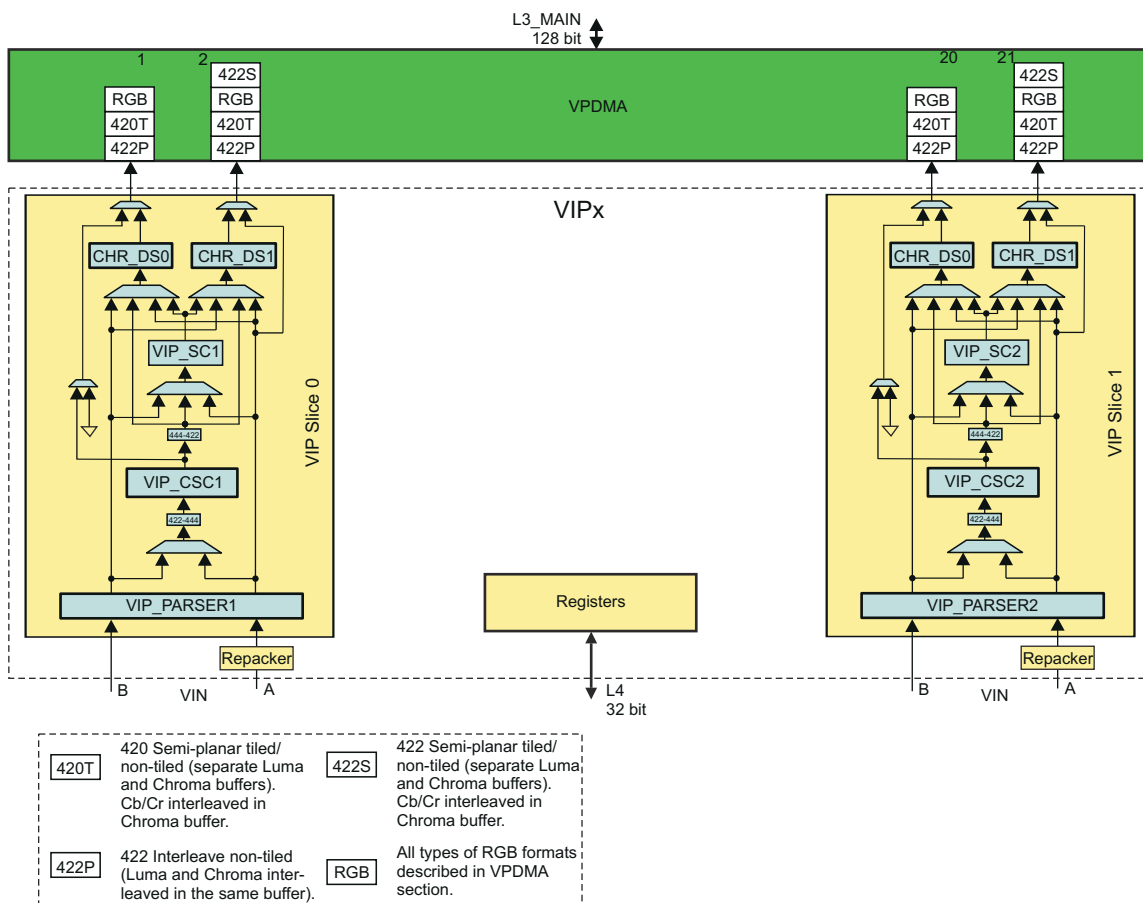 L3_MAIN
128 bit
1
2
20
21
422S
422S
RGB
RGB
RGB
RGB
VPDMA
420T
420T
420T
420T
422P
422P
422P
422P
VIPx
CHR_DS0
CHR_DS1
CHR_DS0
CHR_DS1
VIP_SC1
VIP_SC2
VIP Slice 0
VIP Slice 1
444-422
444-422
VIP_CSC1
VIP_CSC2
422-444
422-444
VIP_PARSER1
Registers
VIP_PARSER2
Repacker
Repacker
B
VIN
A
L4
32 bit
B
VIN
A
420T
420 Semi-planar tiled/
non-tiled (separate Luma
and Chroma buffers).
Cb/Cr interleaved in
Chroma buffer.
422S
422 Semi-planar tiled/
non-tiled (separate Luma
and Chroma buffers).
Cb/Cr interleaved in
Chroma buffer.
422P
422 Interleave non-tiled
(Luma and Chroma inter-
leaved in the same buffer).
RGB
All types of RGB formats
described in VPDMA
section.